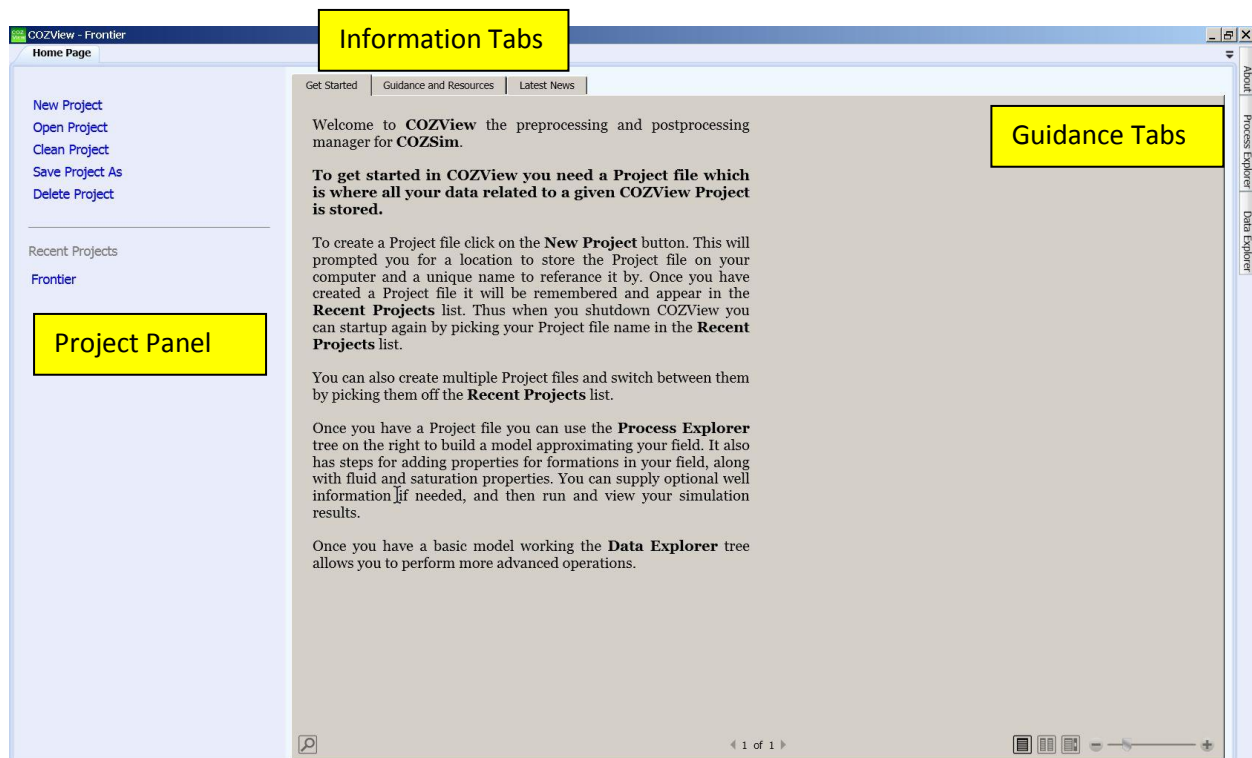 COZView - Frontier
Information Tabs
Home Page
Get Started
Guidance and Resources
Latest News
New Project
Open Project
Clean Project
Save Project As
Delete Project
Recent Projects
Frontier
Project Panel
Welcome to COZView the preprocessing and postprocessing
manager for COZSim.
To get started in COZView you need a Project file which
is where all your data related to a given COZView Project
is stored.
To create a Project file click on the New Project button. This will
prompted you for a location to store the Project file on your
computer and a unique name to referance it by. Once you have
created a Project file it will be remembered and appear in the
Recent Projects list. Thus when you shutdown COZView you
can startup again by picking your Project file name in the Recent
Projects list.
You can also create multiple Project files and switch between them
by picking them off the Recent Projects list.
Once you have a Project file you can use the Process Explorer
tree on the right to build a model approximating your field. It also
has steps for adding properties for formations in your field, along
with fluid and saturation properties. You can supply optional well
information if needed, and then run and view your simulation
results.
Once you have a basic model working the Data Explorer tree
allows you to perform more advanced operations.
1 of 1
Guidance Tabs
About
Process Explorer
Data Explorer